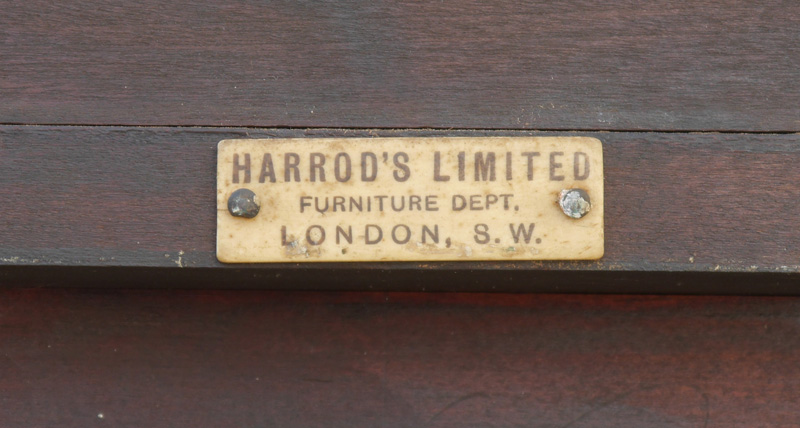 HARROD'S LIMITED
FURNITURE DEPT.
LONDON, S.W.